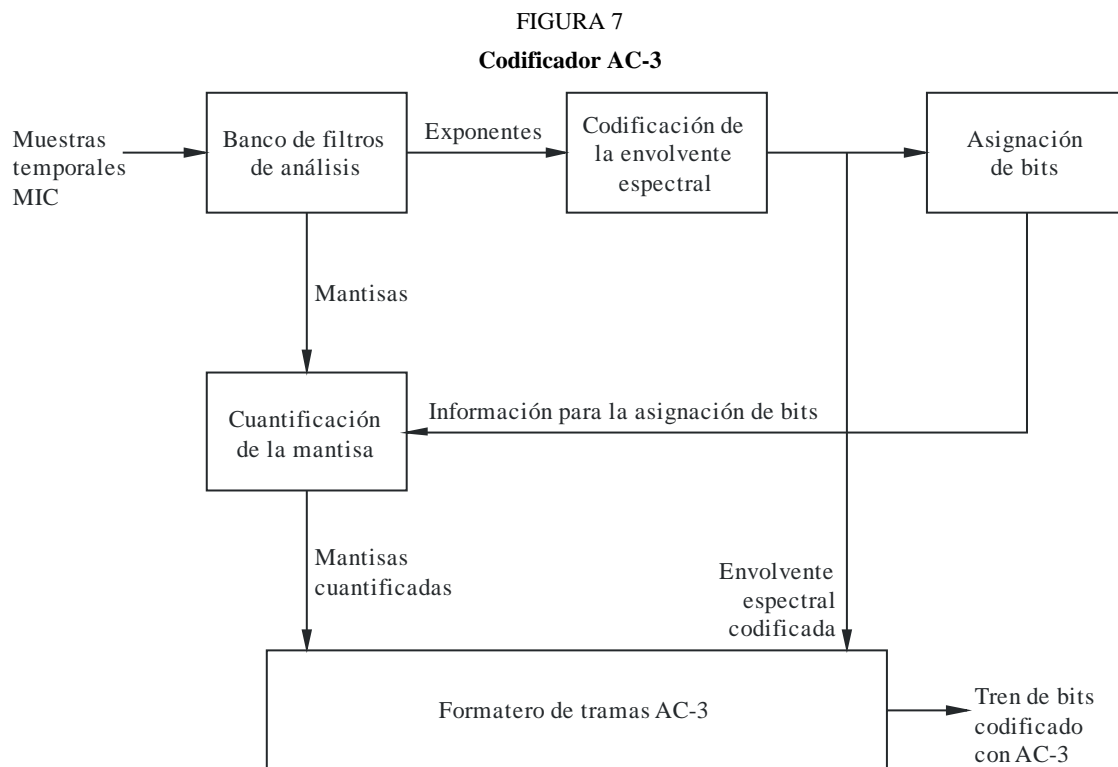 FIGURA 7
Codificador AC-3
Muestras
temporales
MIC
Banco de filtros
de análisis
Exponentes
Codificación de
la envolvente
espectral
Asignación
de bits
Mantisas
Cuantificación
de la mantisa
Información para la asignación de bits
Mantisas
cuantificadas
Envolvente
espectral
codificada
Formatero de tramas AC-3
Tren de bits
codificado
con AC-3